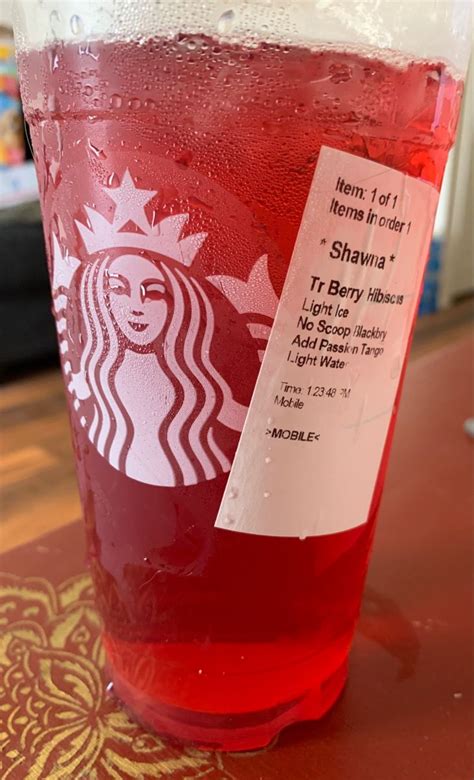 Item: 1 of 1
Items in order 1
* Shawna *
Tr Berry Hibiscus
Light Ice
No Scoop Blackbry
Add Passion Tango
Light Water
Time: 1:23:48 PM
Mobile
>MOBILE<